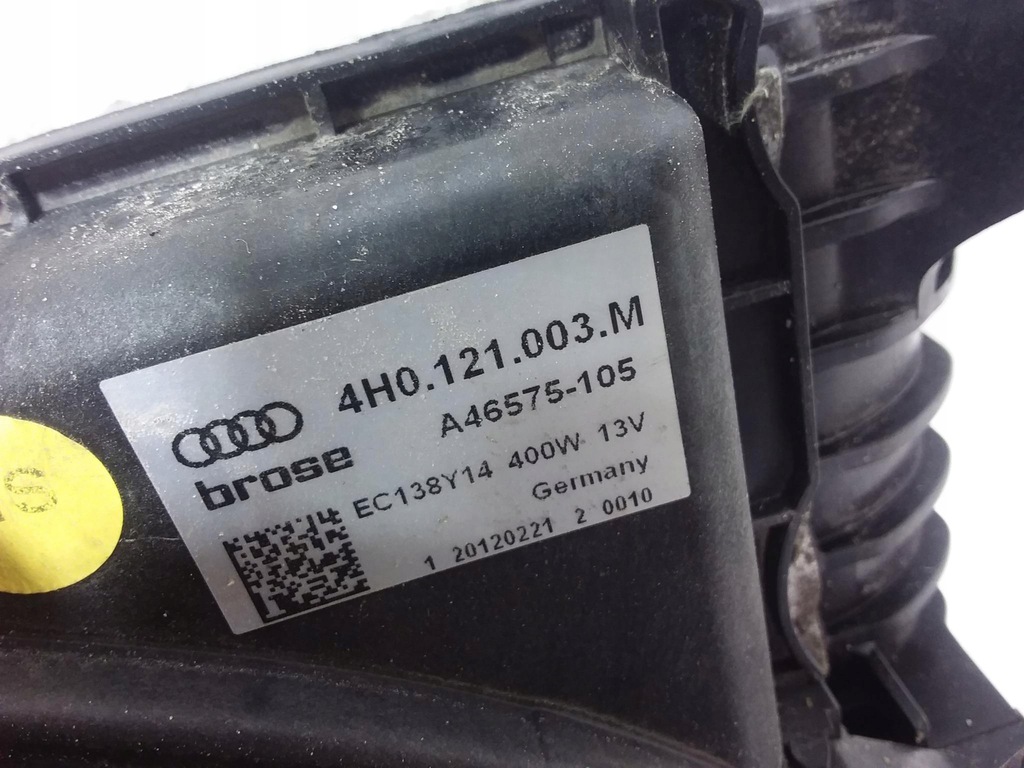 4H0.121.003.M
A46575-105
brose
EC138Y14 400W 13V
Germany
1 20120221 2 0010